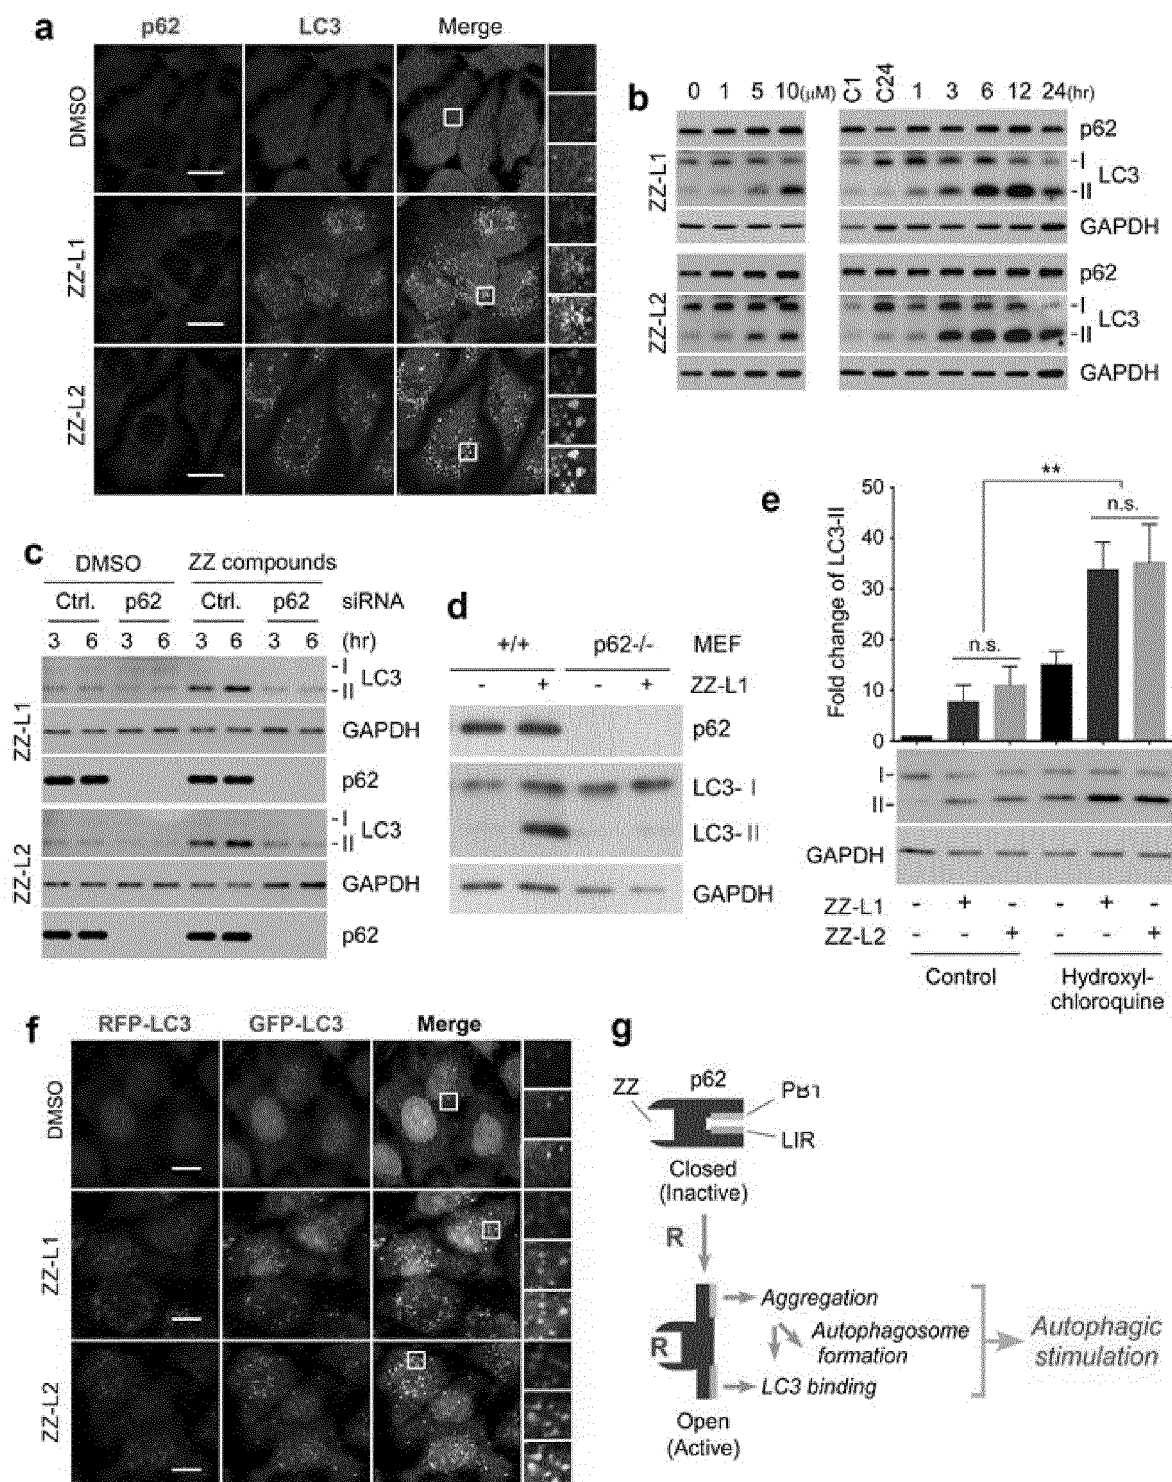 a
p62 LC3 Merge
DMSO
ZZ-L1
ZZ-L2
b
0 1 5 10(μM) C1 C24 1 3 6 12 24(hr)
ZZ-L1
p62
-I
-II
LC3
GAPDH
ZZ-L2
p62
-I
-II
LC3
GAPDH
c
DMSO ZZ compounds
Ctrl. p62 Ctrl. p62 siRNA
3 6 3 6 3 6 3 6 (hr)
ZZ-L1
-I
-II
LC3
GAPDH
p62
ZZ-L2
-I
-II
LC3
GAPDH
p62
d
+/+ p62-/- MEF
- + - + ZZ-L1
p62
LC3- I
LC3- II
GAPDH
e
Fold change of LC3-II
50
40
30
20
10
0
**
n.s.
n.s.
I-
II-
GAPDH
ZZ-L1 - + - - + -
ZZ-L2 - - + - - +
Control Hydroxyl-
chloroquine
f
RFP-LC3 GFP-LC3 Merge
DMSO
ZZ-L1
ZZ-L2
g
p62
ZZ
PB1
LIR
Closed
(Inactive)
R
R
Aggregation
Autophagosome
formation
LC3 binding
Autophagic
stimulation
Open
(Active)